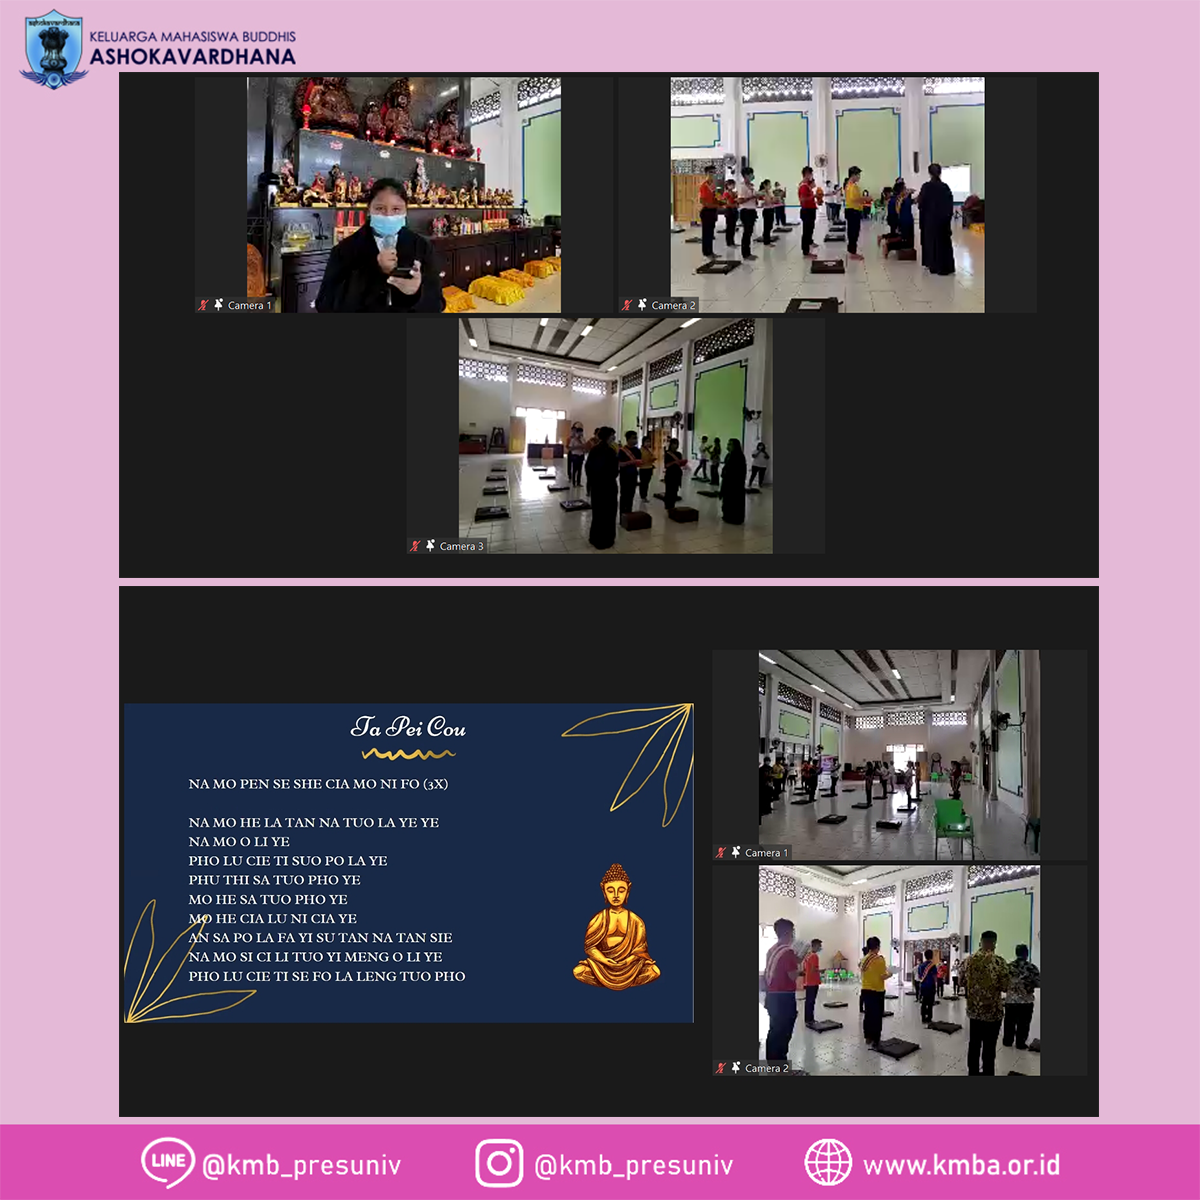 ashokavardhana
KELUARGA MAHASISWA BUDDHIS
ASHOKAVARDHANA
Camera 1
Camera 2
Camera 3
Ta Pei Cou
NA MO PEN SE SHE CIA MO NI FO (3X)
NA MO HE LA TAN NA TUO LA YE YE
NA MO O LI YE
PHO LU CIE TI SUO PO LA YE
PHU THI SA TUO PHO YE
MO HE SA TUO PHO YE
MO HE CIA LU NI CIA YE
AN SA PO LA FA YI SU TAN NA TAN SIE
NA MO SI CI LI TUO YI MENG O LI YE
PHO LU CIE TI SE FO LA LENG TUO PHO
Camera 1
Camera 2
LINE @kmb_presuniv
@kmb_presuniv
www.kmba.or.id